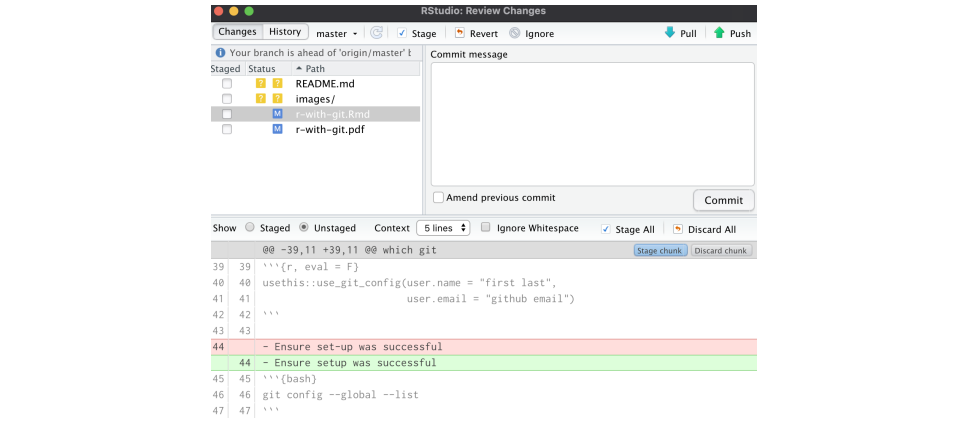 RStudio: Review Changes
Changes History master Stage Revert Ignore Pull Push
Your branch is ahead of 'origin/master'
Commit message
Staged Status Path
? ? README.md
? ? images/
M r-with-git.Rmd
M r-with-git.pdf
Amend previous commit
Commit
Show Staged Unstaged Context 5 lines Ignore Whitespace Stage All Discard All
@@ -39,11 +39,11 @@ which git Stage chunk Discard chunk
39 39 ```{r, eval = F}
40 40 usethis::use_git_config(user.name = "first last",
41 41 user.email = "github email")
42 42 ```
43 43
44 - Ensure set-up was successful
44 - Ensure setup was successful
45 45 ```{bash}
46 46 git config --global --list
47 47 ```